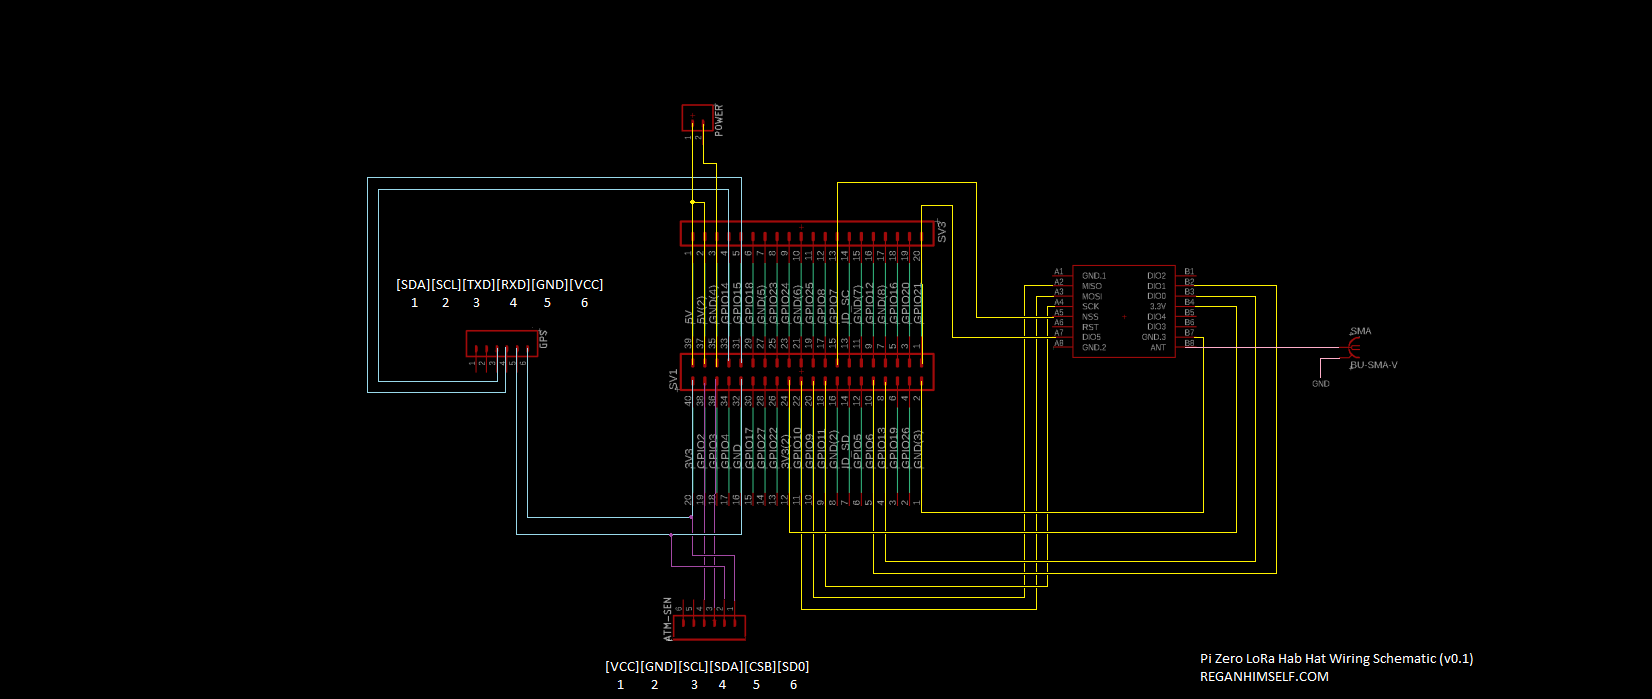 POWER
1 2
SV3
1 2 3 4 5 6 7 8 9 10 11 12 13 14 15 16 17 18 19 20
5V 5V(2) GND(4) GPIO14 GPIO15 GPIO18 GND(5) GPIO23 GPIO24 GND(6) GPIO25 GPIO8 GPIO7 ID_SC GND(7) GPIO12 GND(8) GPIO16 GPIO20 GPIO21
39 37 35 33 31 29 27 25 23 21 19 17 15 13 11 9 7 5 3 1
[SDA][SCL][TXD][RXD][GND][VCC]
1 2 3 4 5 6
GPS
1 2 3 4 5 6
SV1
40 38 36 34 32 30 28 26 24 22 20 18 16 14 12 10 8 6 4 2
3V3 GPIO2 GPIO3 GPIO4 GND GPIO17 GPIO27 GPIO22 3V3(2) GPIO10 GPIO9 GPIO11 GND(2) ID_SD GPIO5 GPIO6 GPIO13 GPIO19 GPIO26 GND(3)
20 19 18 17 16 15 14 13 12 11 10 9 8 7 6 5 4 3 2 1
A1 GND.1 DIO2 B1
A2 MISO DIO1 B2
A3 MOSI DIO0 B3
A4 SCK 3.3V B4
A5 NSS DIO4 B5
A6 RST DIO3 B6
A7 DIO5 GND.3 B7
A8 GND.2 ANT B8
SMA
BU-SMA-V
GND
ATM-SEN
6 5 4 3 2 1
[VCC][GND][SCL][SDA][CSB][SD0]
1 2 3 4 5 6
Pi Zero LoRa Hab Hat Wiring Schematic (v0.1)
REGANHIMSELF.COM